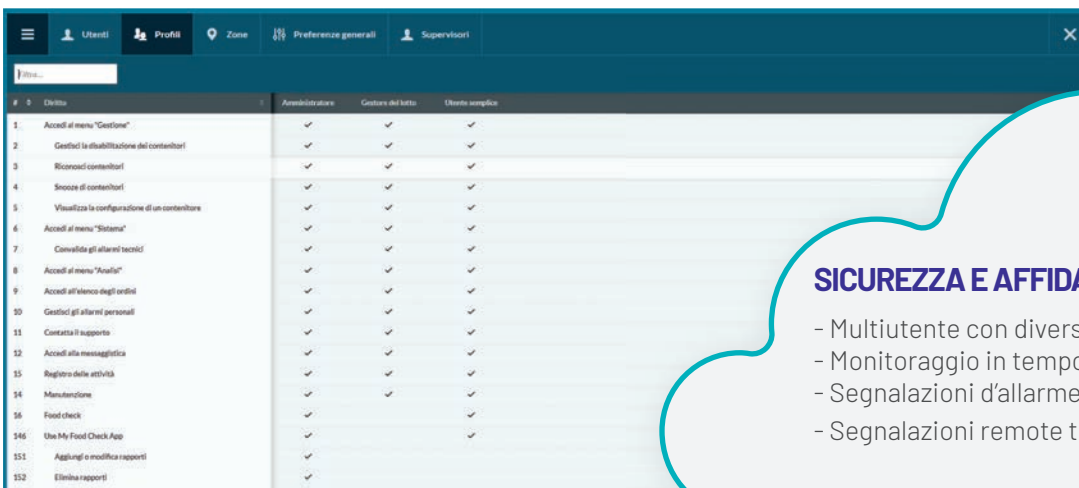 Utenti Profili Zone Preferenze generali Supervisori
Filtra...
# Diritto Amministratore Gestore del lotto Utente semplice
1 Accedi al menu "Gestione"
2 Gestisci la disabilitazione dei contenitori
3 Riconosci contenitori
4 Snooze di contenitori
5 Visualizza la configurazione di un contenitore
6 Accedi al menu "Sistema"
7 Convalida gli allarmi tecnici
8 Accedi al menu "Analisi"
9 Accedi all'elenco degli ordini
10 Gestisci gli allarmi personali
11 Contatta il supporto
12 Accedi alla messaggistica
15 Registro delle attività
14 Manutenzione
16 Food check
146 Use My Food Check App
151 Aggiungi o modifica rapporti
152 Elimina rapporti
SICUREZZA E AFFIDA
- Multiutente con divers
- Monitoraggio in tempo
- Segnalazioni d'allarme
- Segnalazioni remote t